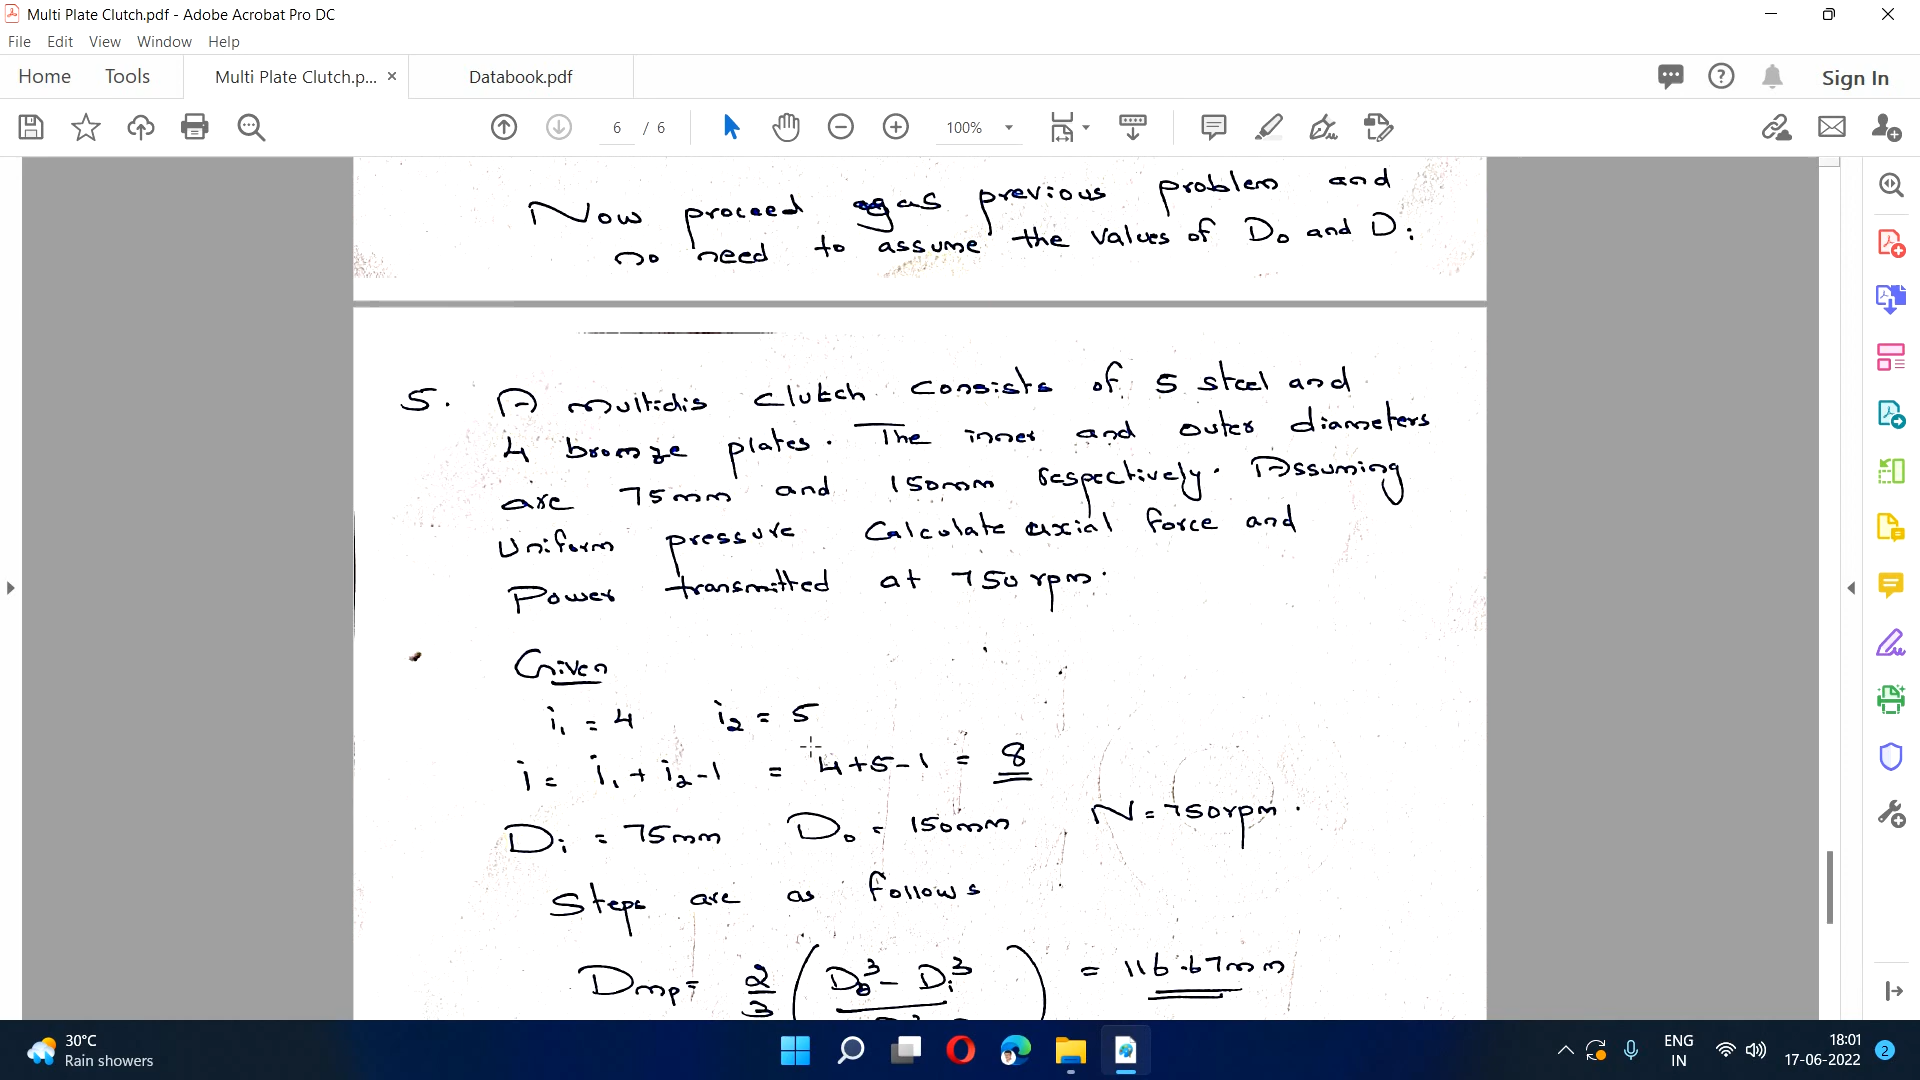 Multi Plate Clutch.pdf - Adobe Acrobat Pro DC
File Edit View Window Help
Home Tools Multi Plate Clutch.p... × Databook.pdf Sign In
6 / 6 100%
Now proceed as previous problem and
no need to assume the values of Do and Di
5. A multidis clutch consists of 5 steel and
4 bronze plates. The inner and outer diameters
are 75mm and 150mm respectively. Assuming
Uniform pressure Calculate axial force and
Power transmitted at 750 rpm.
Given
i1 = 4 i2 = 5
i = i1 + i2 - 1 = 4+5-1 = 8
Di = 75mm Do = 150mm N = 750rpm.
Steps are as follows
Dmp = 2/3 (Do³ - Di³ ) = 116.67mm
30°C
Rain showers
ENG
IN
18:01
17-06-2022
2